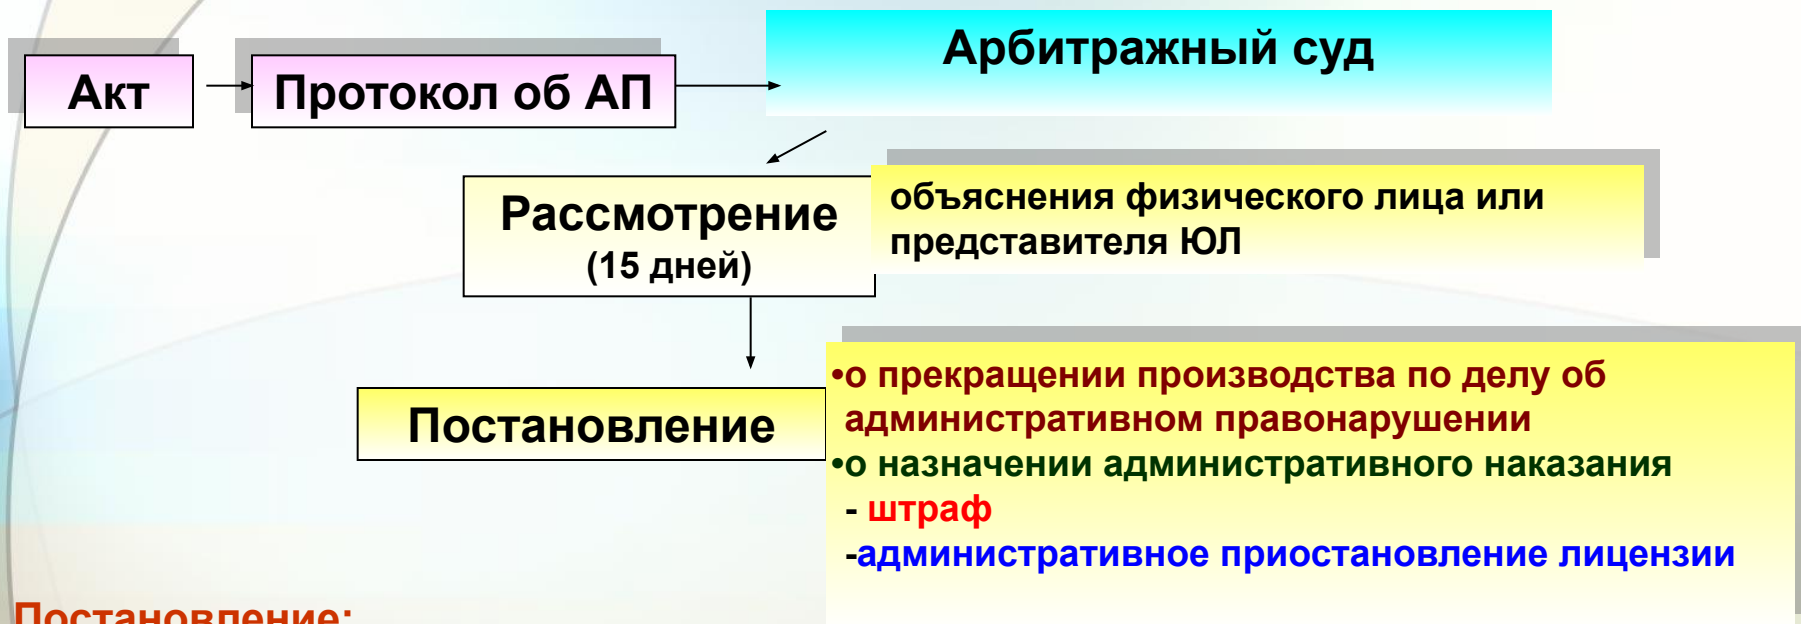 Акт
Протокол об АП
Арбитражный суд
Рассмотрение
(15 дней)
объяснения физического лица или
представителя ЮЛ
Постановление
•о прекращении производства по делу об
административном правонарушении
•о назначении административного наказания
- штраф
-административное приостановление лицензии
Постановление: